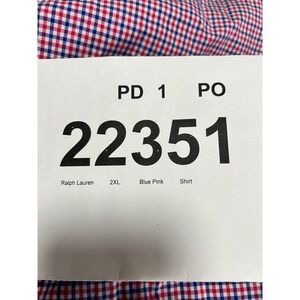 PD 1 PO
22351
Ralph Lauren 2XL Blue Pink Shirt